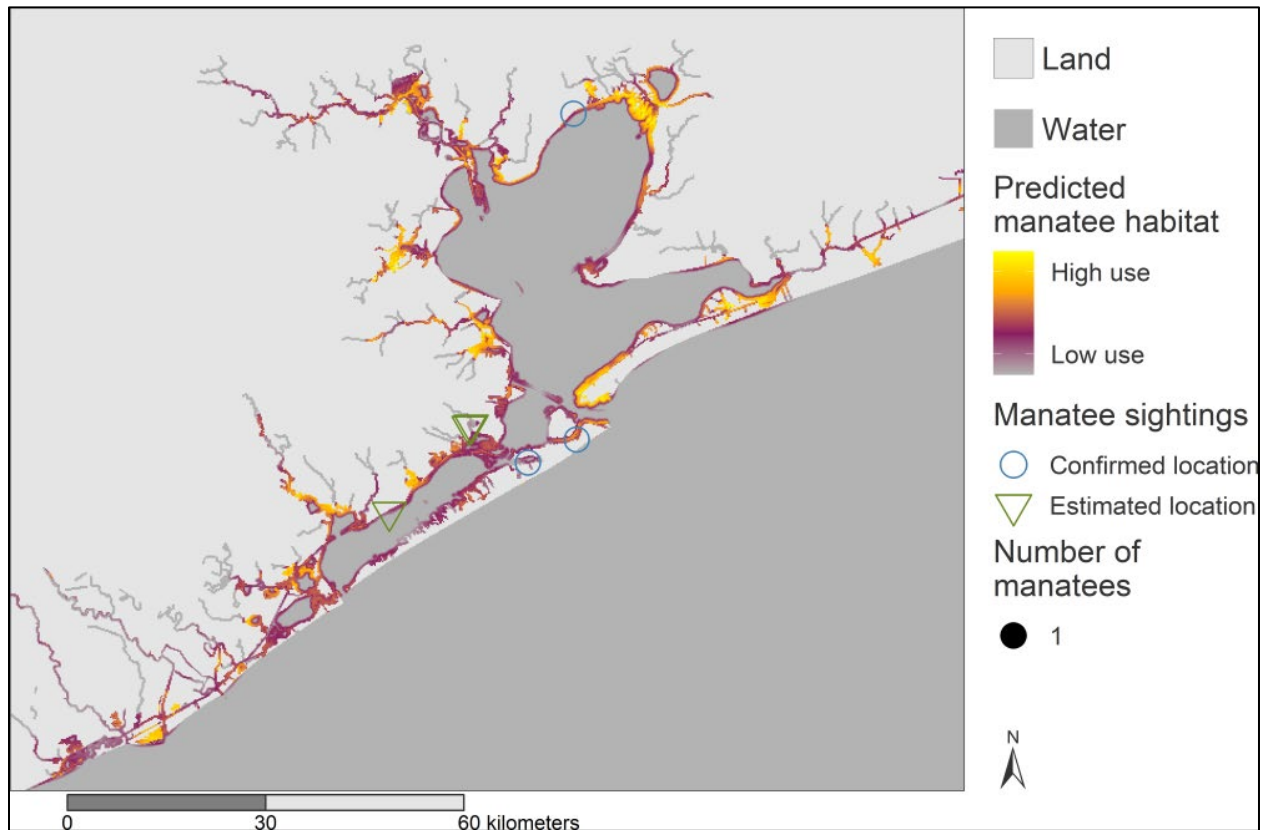 Land
Water
Predicted
manatee habitat
High use
Low use
Manatee sightings
Confirmed location
Estimated location
Number of
manatees
1
N
0 30 60 kilometers